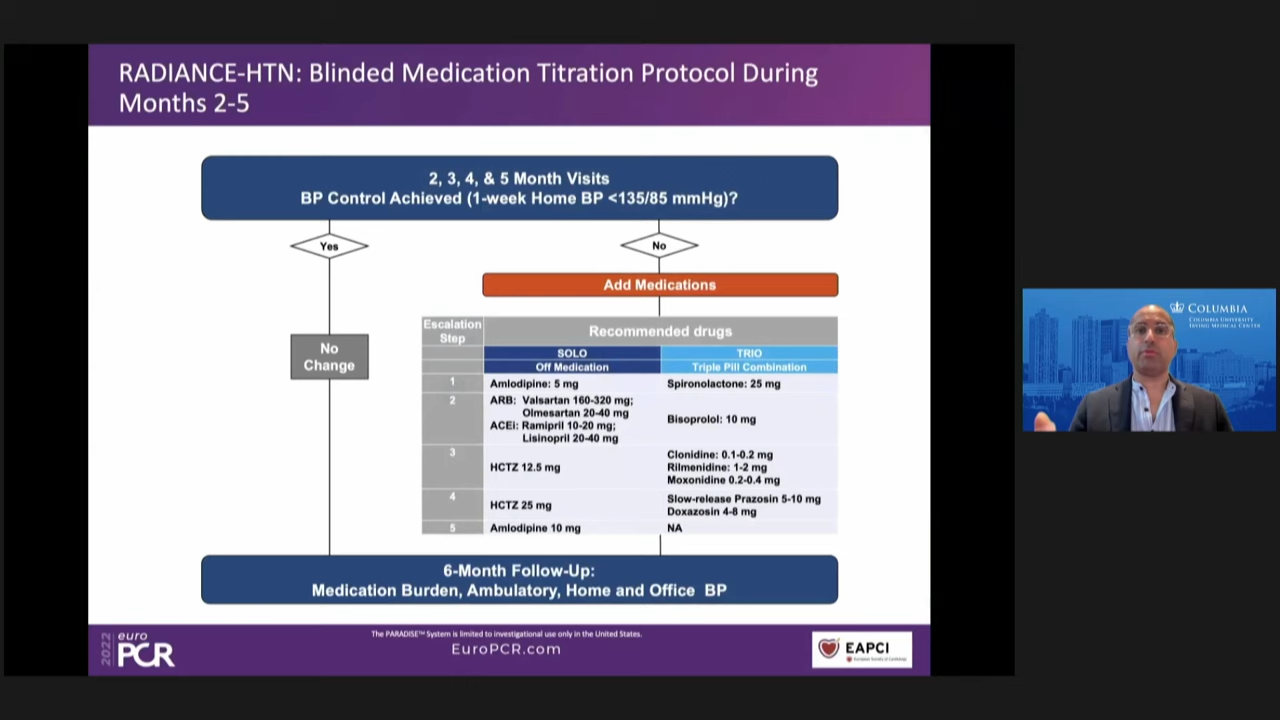 RADIANCE-HTN: Blinded Medication Titration Protocol During
Months 2-5
2, 3, 4, & 5 Month Visits
BP Control Achieved (1-week Home BP <135/85 mmHg)?
Yes
No
Add Medications
No
Change
Escalation
Step
Recommended drugs
SOLO
TRIO
Off Medication
Triple Pill Combination
1
Amlodipine: 5 mg
Spironolactone: 25 mg
2
ARB: Valsartan 160-320 mg;
Olmesartan 20-40 mg
ACEi: Ramipril 10-20 mg;
Lisinopril 20-40 mg
Bisoprolol: 10 mg
3
HCTZ 12.5 mg
Clonidine: 0.1-0.2 mg
Rilmenidine: 1-2 mg
Moxonidine 0.2-0.4 mg
4
HCTZ 25 mg
Slow-release Prazosin 5-10 mg
Doxazosin 4-8 mg
5
Amlodipine 10 mg
NA
6-Month Follow-Up:
Medication Burden, Ambulatory, Home and Office BP
The PARADISE™ System is limited to investigational use only in the United States.
EuroPCR.com
2022
euro
PCR
EAPCI
European Society of Cardiology
COLUMBIA
COLUMBIA UNIVERSITY
IRVING MEDICAL CENTER